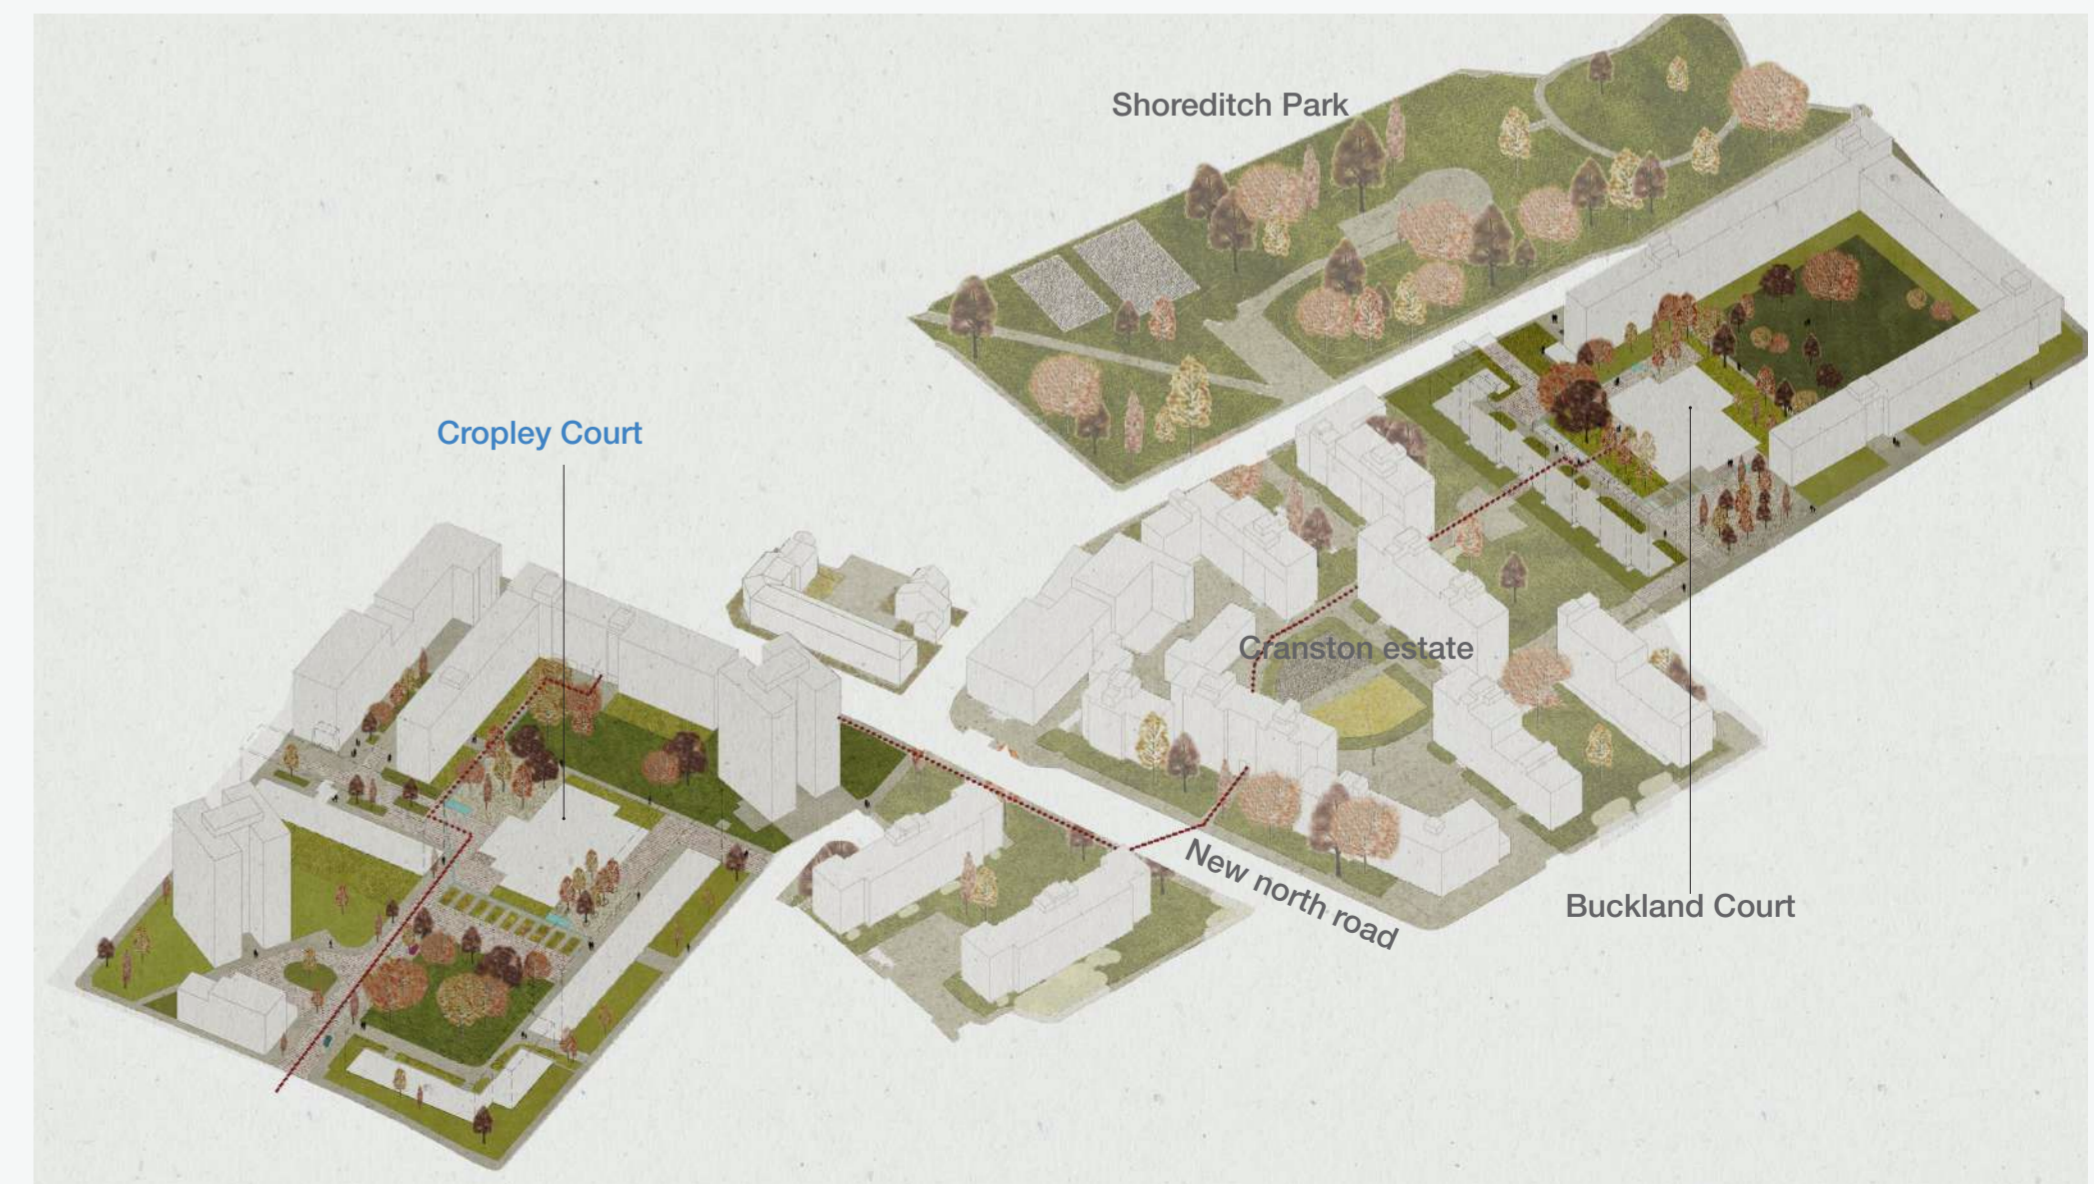 Shoreditch Park
Cropley Court
Cranston estate
New north road
Buckland Court